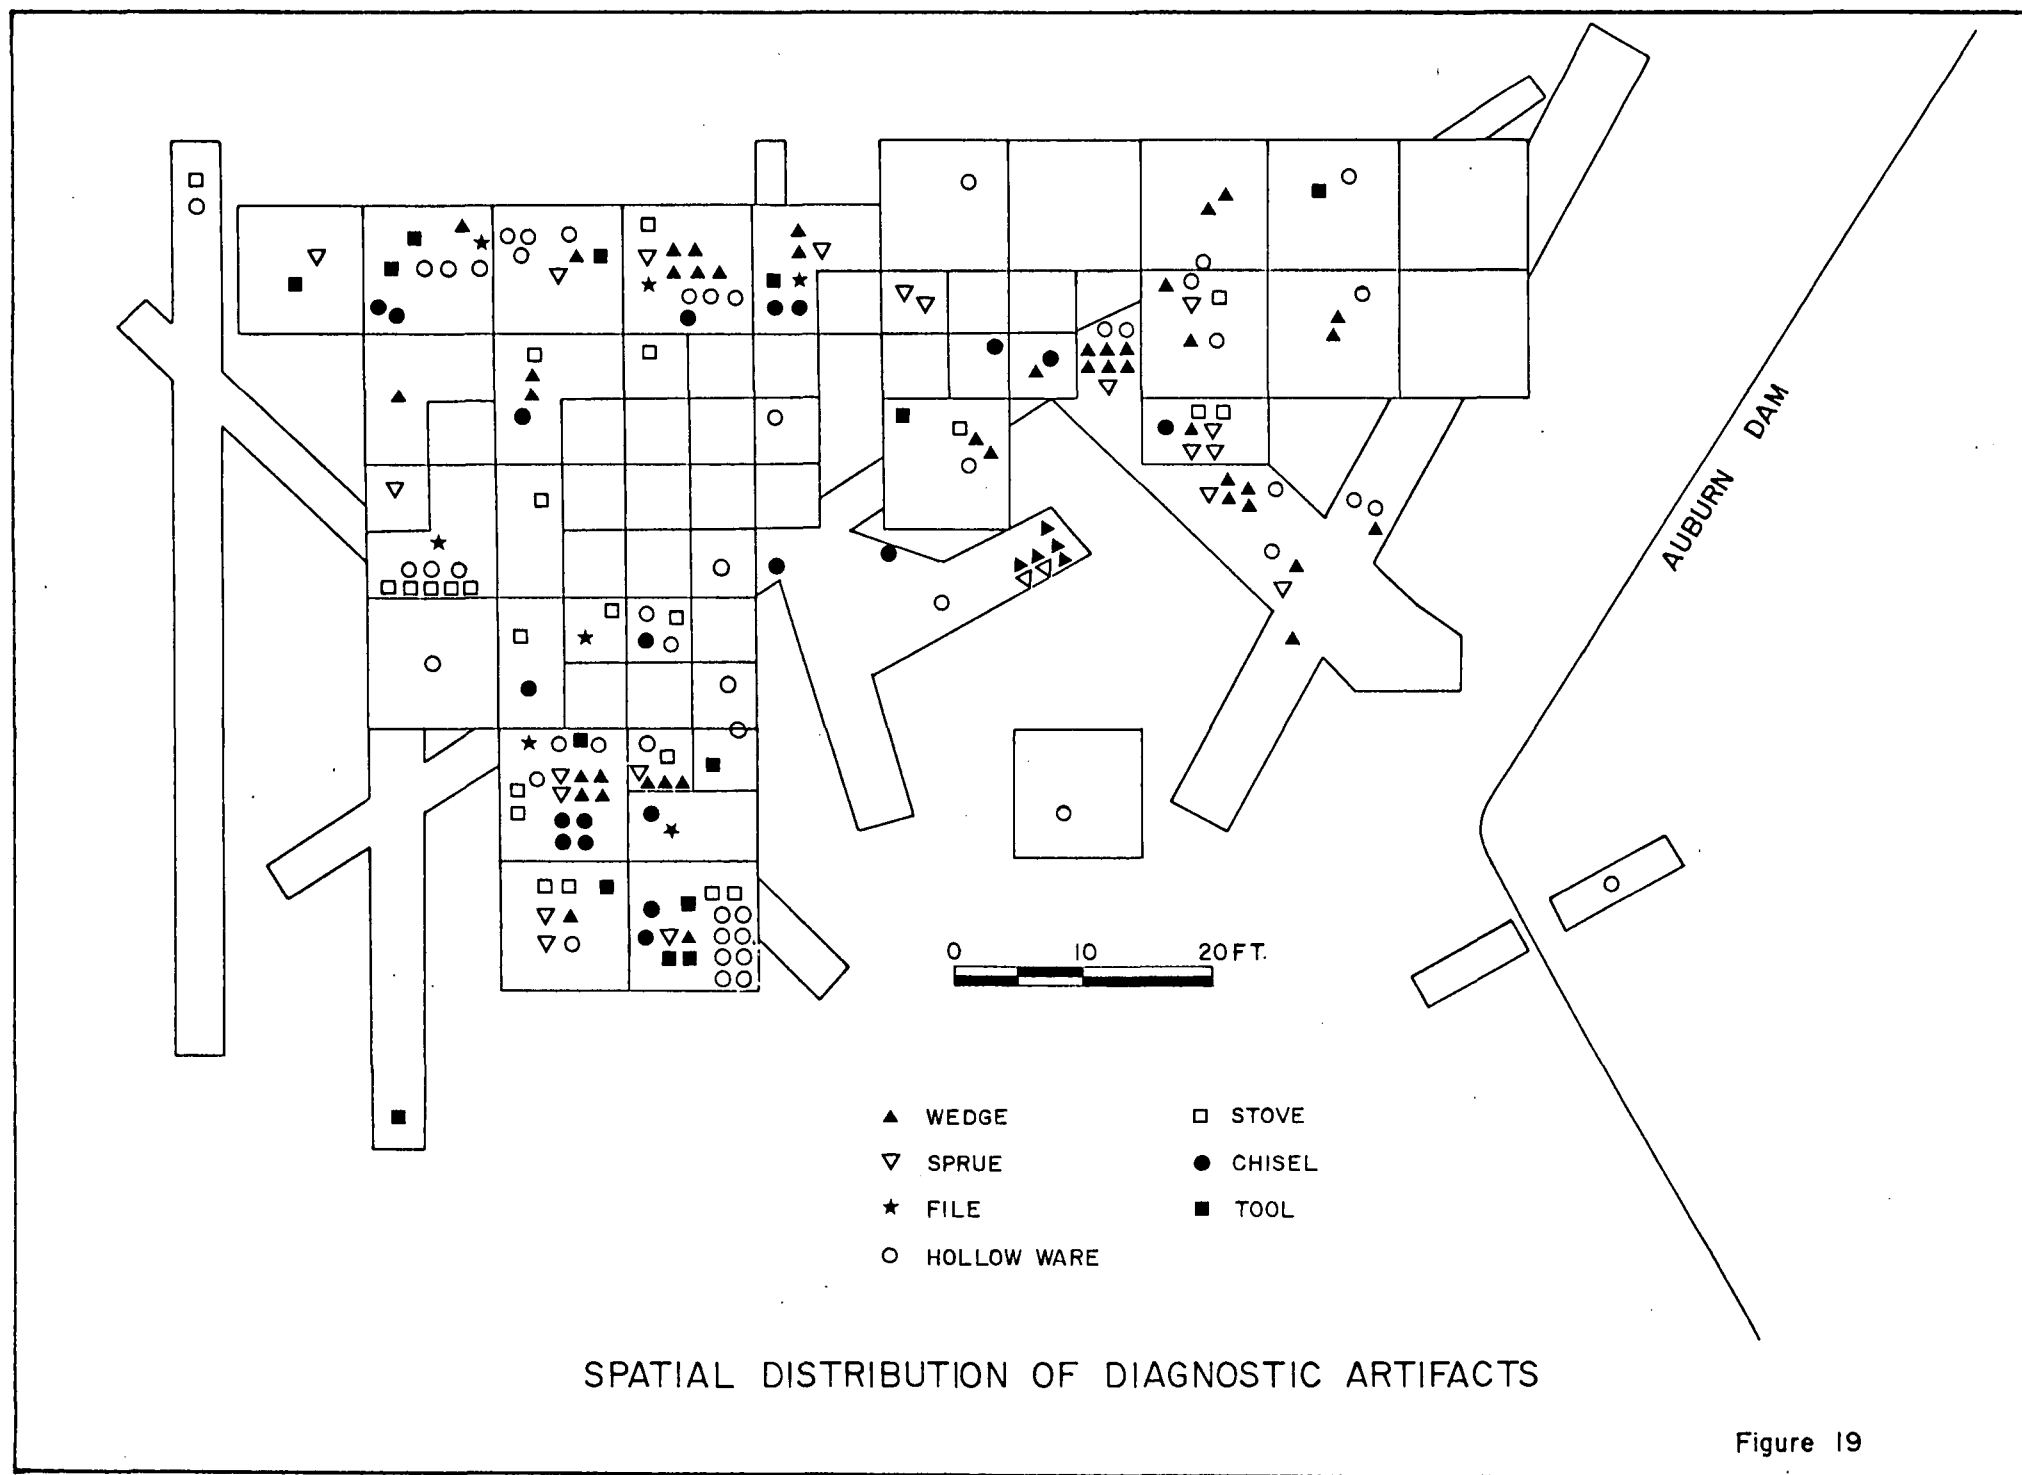 AUBURN DAM
0 10 20 FT.
WEDGE
STOVE
SPRUE
CHISEL
FILE
TOOL
HOLLOW WARE
SPATIAL DISTRIBUTION OF DIAGNOSTIC ARTIFACTS
Figure 19